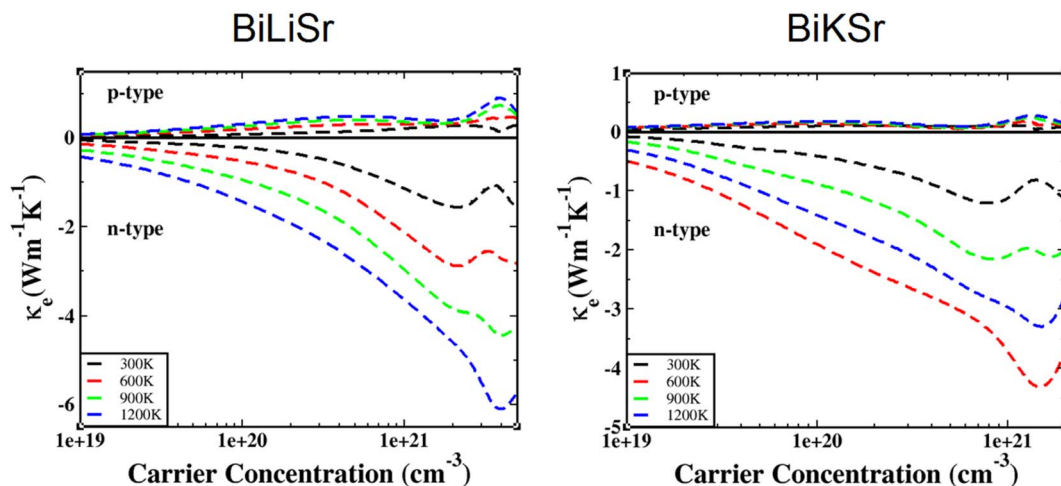 BiLiSr
p-type
n-type
0
-2
-4
-6
κe(Wm-1K-1)
300K
600K
900K
1200K
1e+19
1e+20
1e+21
Carrier Concentration (cm-3)
BiKSr
p-type
n-type
1
0
-1
-2
-3
-4
-5
κe(Wm-1K-1)
300K
600K
900K
1200K
1e+19
1e+20
1e+21
Carrier Concentration (cm-3)